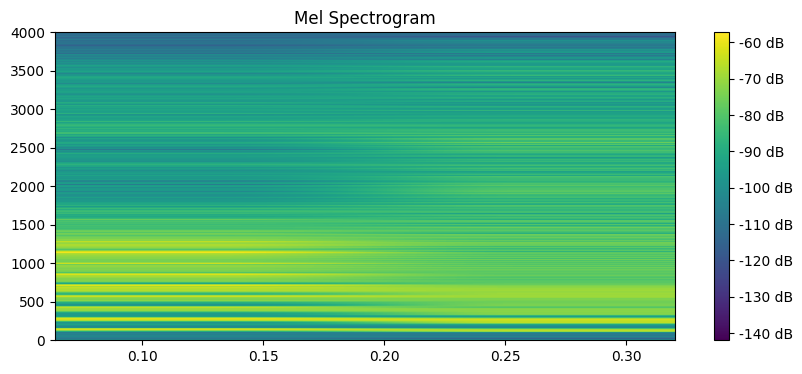 Mel Spectrogram
4000
3500
3000
2500
2000
1500
1000
500
0
0.10 0.15 0.20 0.25 0.30
-60 dB
-70 dB
-80 dB
-90 dB
-100 dB
-110 dB
-120 dB
-130 dB
-140 dB